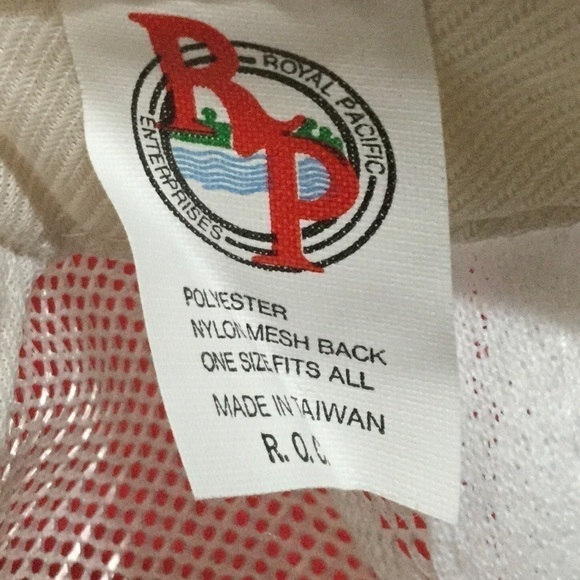 RP
ROYAL PACIFIC
ENTERPRISES
POLYESTER
NYLON MESH BACK
ONE SIZE FITS ALL
MADE IN TAIWAN
R.O.C.